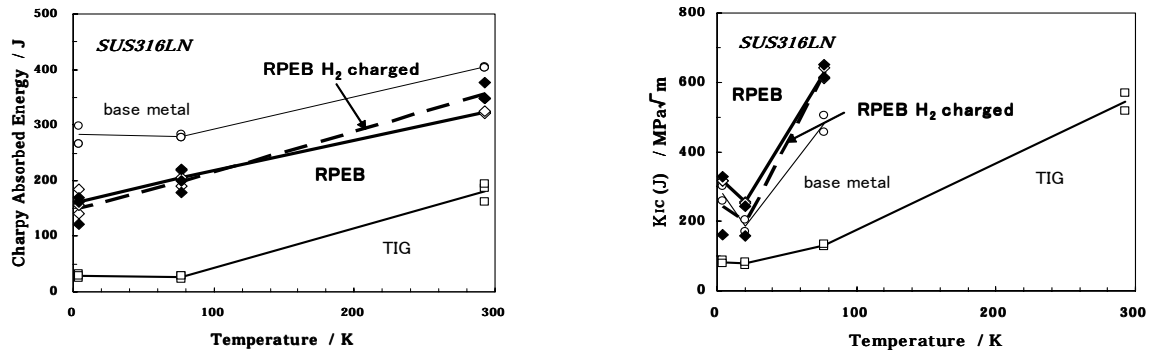 500
400
300
200
100
0
Charpy Absorbed Energy / J
SUS316LN
RPEB H2 charged
base metal
RPEB
TIG
0 100 200 300
Temperature / K
800
600
400
200
0
KIC (J) / MPa√m
SUS316LN
RPEB
RPEB H2 charged
base metal
TIG
0 100 200 300
Temperature / K